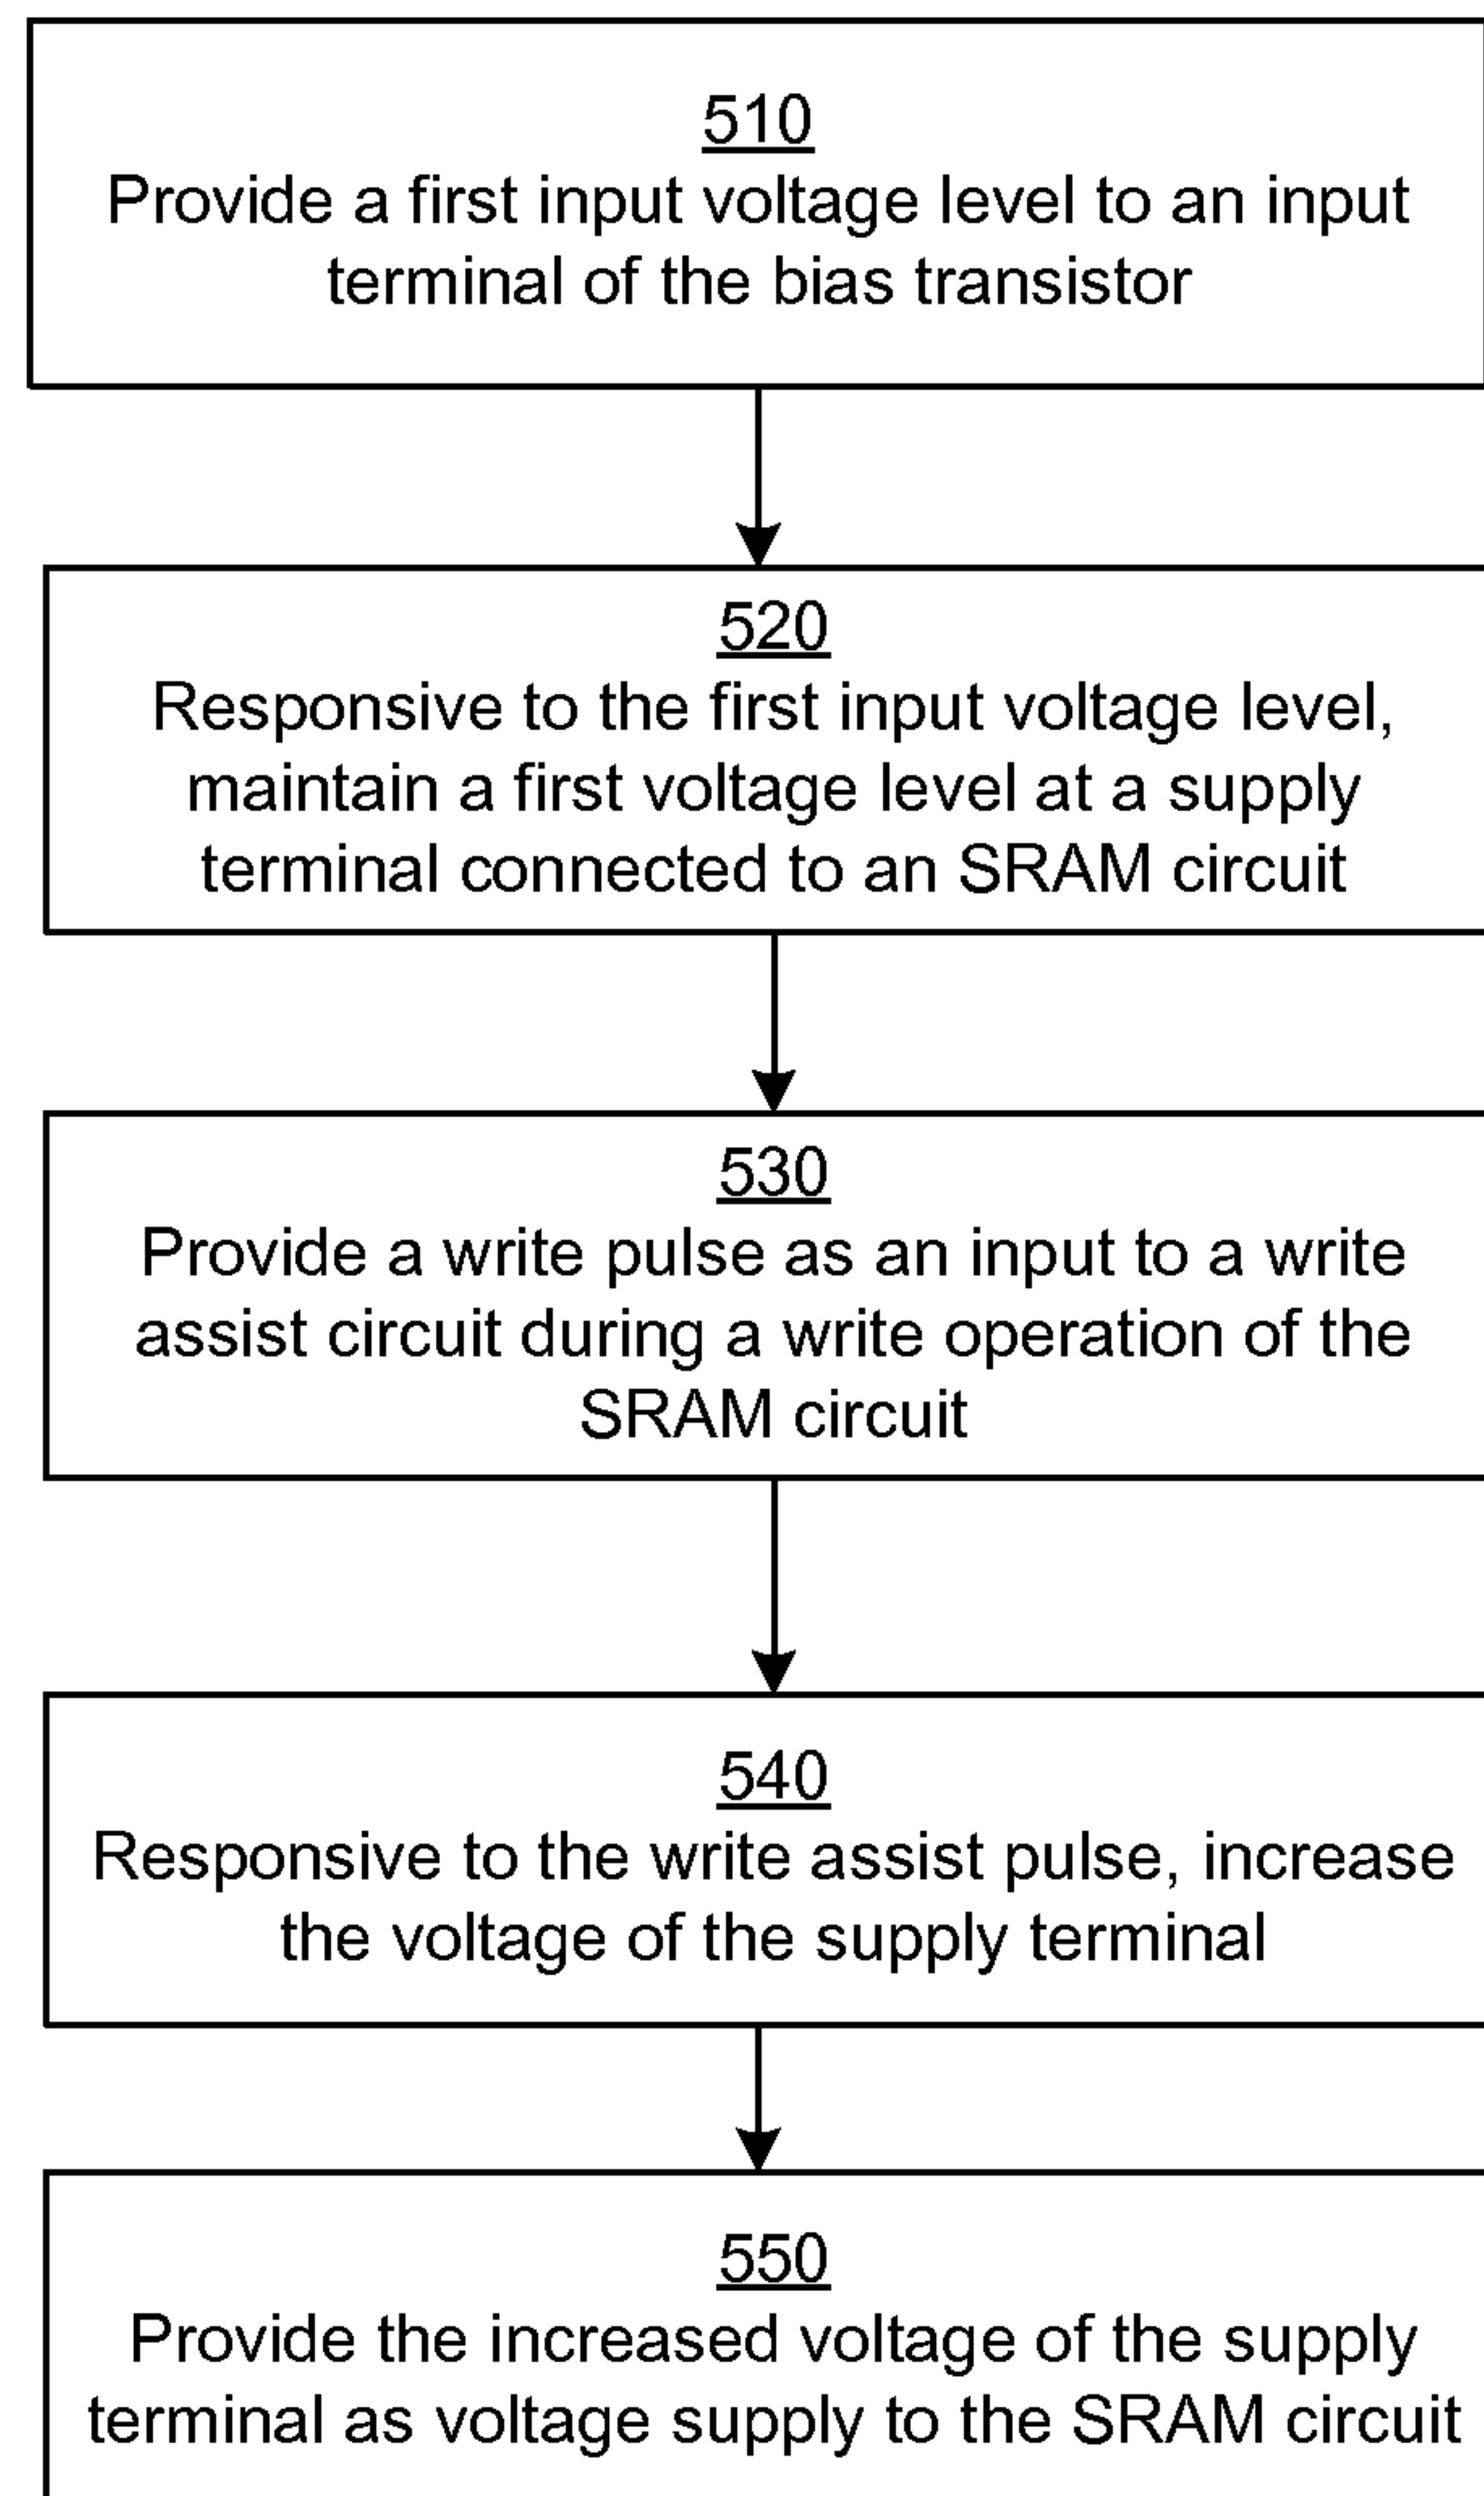 510
Provide a first input voltage level to an input
terminal of the bias transistor
520
Responsive to the first input voltage level,
maintain a first voltage level at a supply
terminal connected to an SRAM circuit
530
Provide a write pulse as an input to a write
assist circuit during a write operation of the
SRAM circuit
540
Responsive to the write assist pulse, increase
the voltage of the supply terminal
550
Provide the increased voltage of the supply
terminal as voltage supply to the SRAM circuit